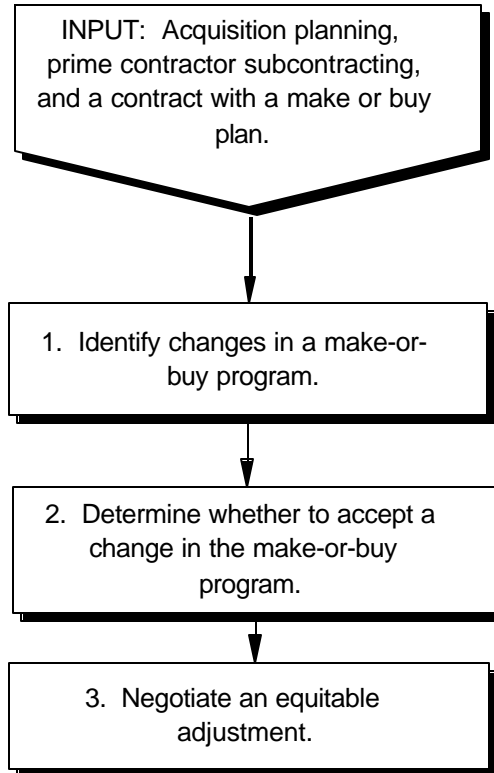 INPUT:  Acquisition planning,
prime contractor subcontracting,
and a contract with a make or buy
plan.
1.  Identify changes in a make-or-
buy program.
2.  Determine whether to accept a
change in the make-or-buy
program.
3.  Negotiate an equitable
adjustment.